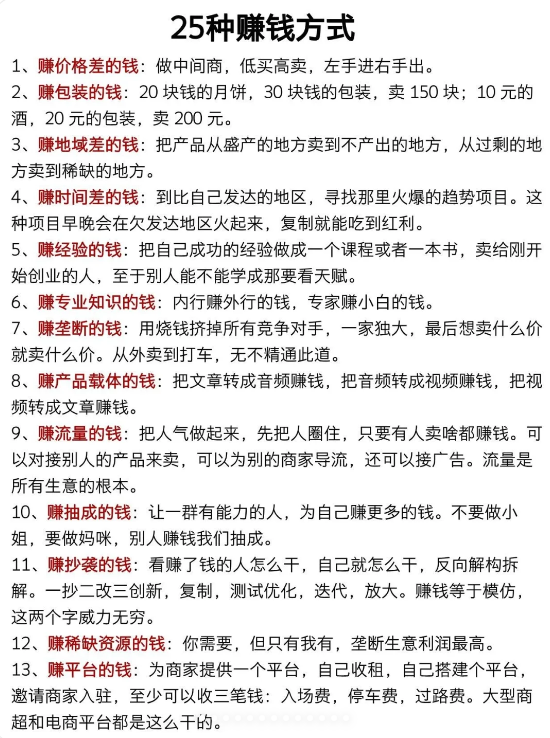 25种赚钱方式
1、赚价格差的钱：做中间商，低买高卖，左手进右手出。
2、赚包装的钱：20 块钱的月饼，30 块钱的包装，卖 150 块；10 元的
酒，20 元的包装，卖 200 元。
3、赚地域差的钱：把产品从盛产的地方卖到不产出的地方，从过剩的地
方卖到稀缺的地方。
4、赚时间差的钱：到比自己发达的地区，寻找那里火爆的趋势项目。这
种项目早晚会在欠发达地区火起来，复制就能吃到红利。
5、赚经验的钱：把自己成功的经验做成一个课程或者一本书，卖给刚开
始创业的人，至于别人能不能学成那要看天赋。
6、赚专业知识的钱：内行赚外行的钱，专家赚小白的钱。
7、赚垄断的钱：用烧钱挤掉所有竞争对手，一家独大，最后想卖什么价
就卖什么价。从外卖到打车，无不精通此道。
8、赚产品载体的钱：把文章转成音频赚钱，把音频转成视频赚钱，把视
频转成文章赚钱。
9、赚流量的钱：把人气做起来，先把人圈住，只要有人卖啥都赚钱。可
以对接别人的产品来卖，可以为别的商家导流，还可以接广告。流量是
所有生意的根本。
10、赚抽成的钱：让一群有能力的人，为自己赚更多的钱。不要做小
姐，要做妈咪，别人赚钱我们抽成。
11、赚抄袭的钱：看赚了钱的人怎么干，自己就怎么干，反向解构拆
解。一抄二改三创新，复制，测试优化，迭代，放大。赚钱等于模仿，
这两个字威力无穷。
12、赚稀缺资源的钱：你需要，但只有我有，垄断生意利润最高。
13、赚平台的钱：为商家提供一个平台，自己收租，自己搭建个平台，
邀请商家入驻，至少可以收三笔钱：入场费，停车费，过路费。大型商
超和电商平台都是这么干的。